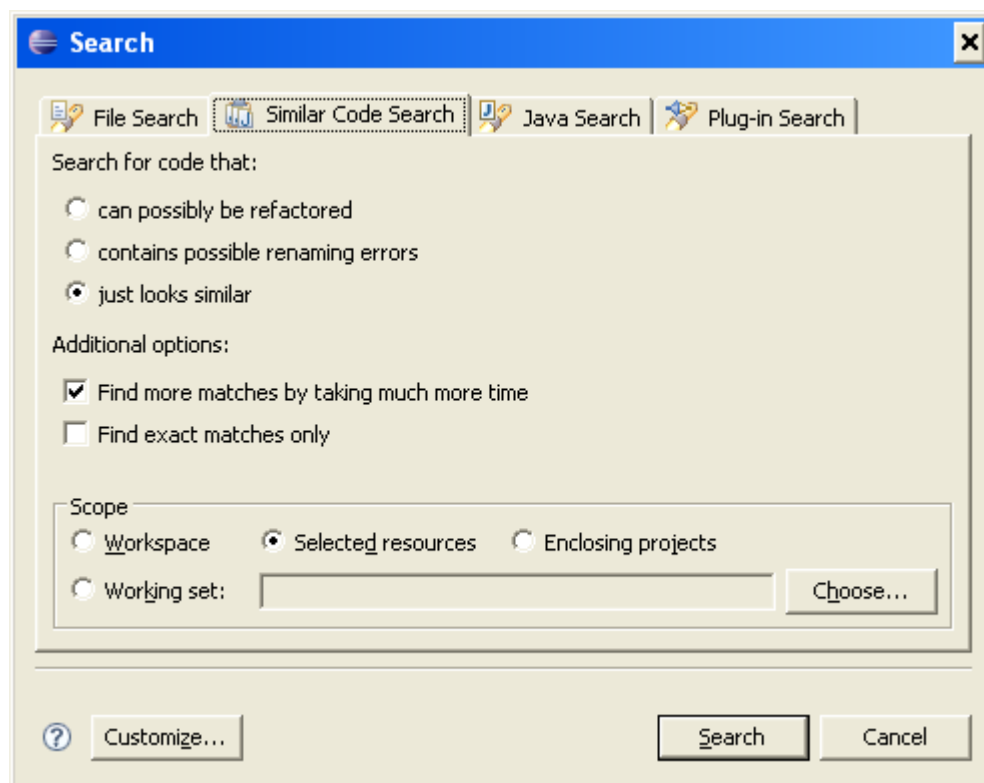 Search
File Search Similar Code Search Java Search Plug-in Search
Search for code that:
can possibly be refactored
contains possible renaming errors
just looks similar
Additional options:
Find more matches by taking much more time
Find exact matches only
Scope
Workspace Selected resources Enclosing projects
Working set: Choose...
? Customize... Search Cancel